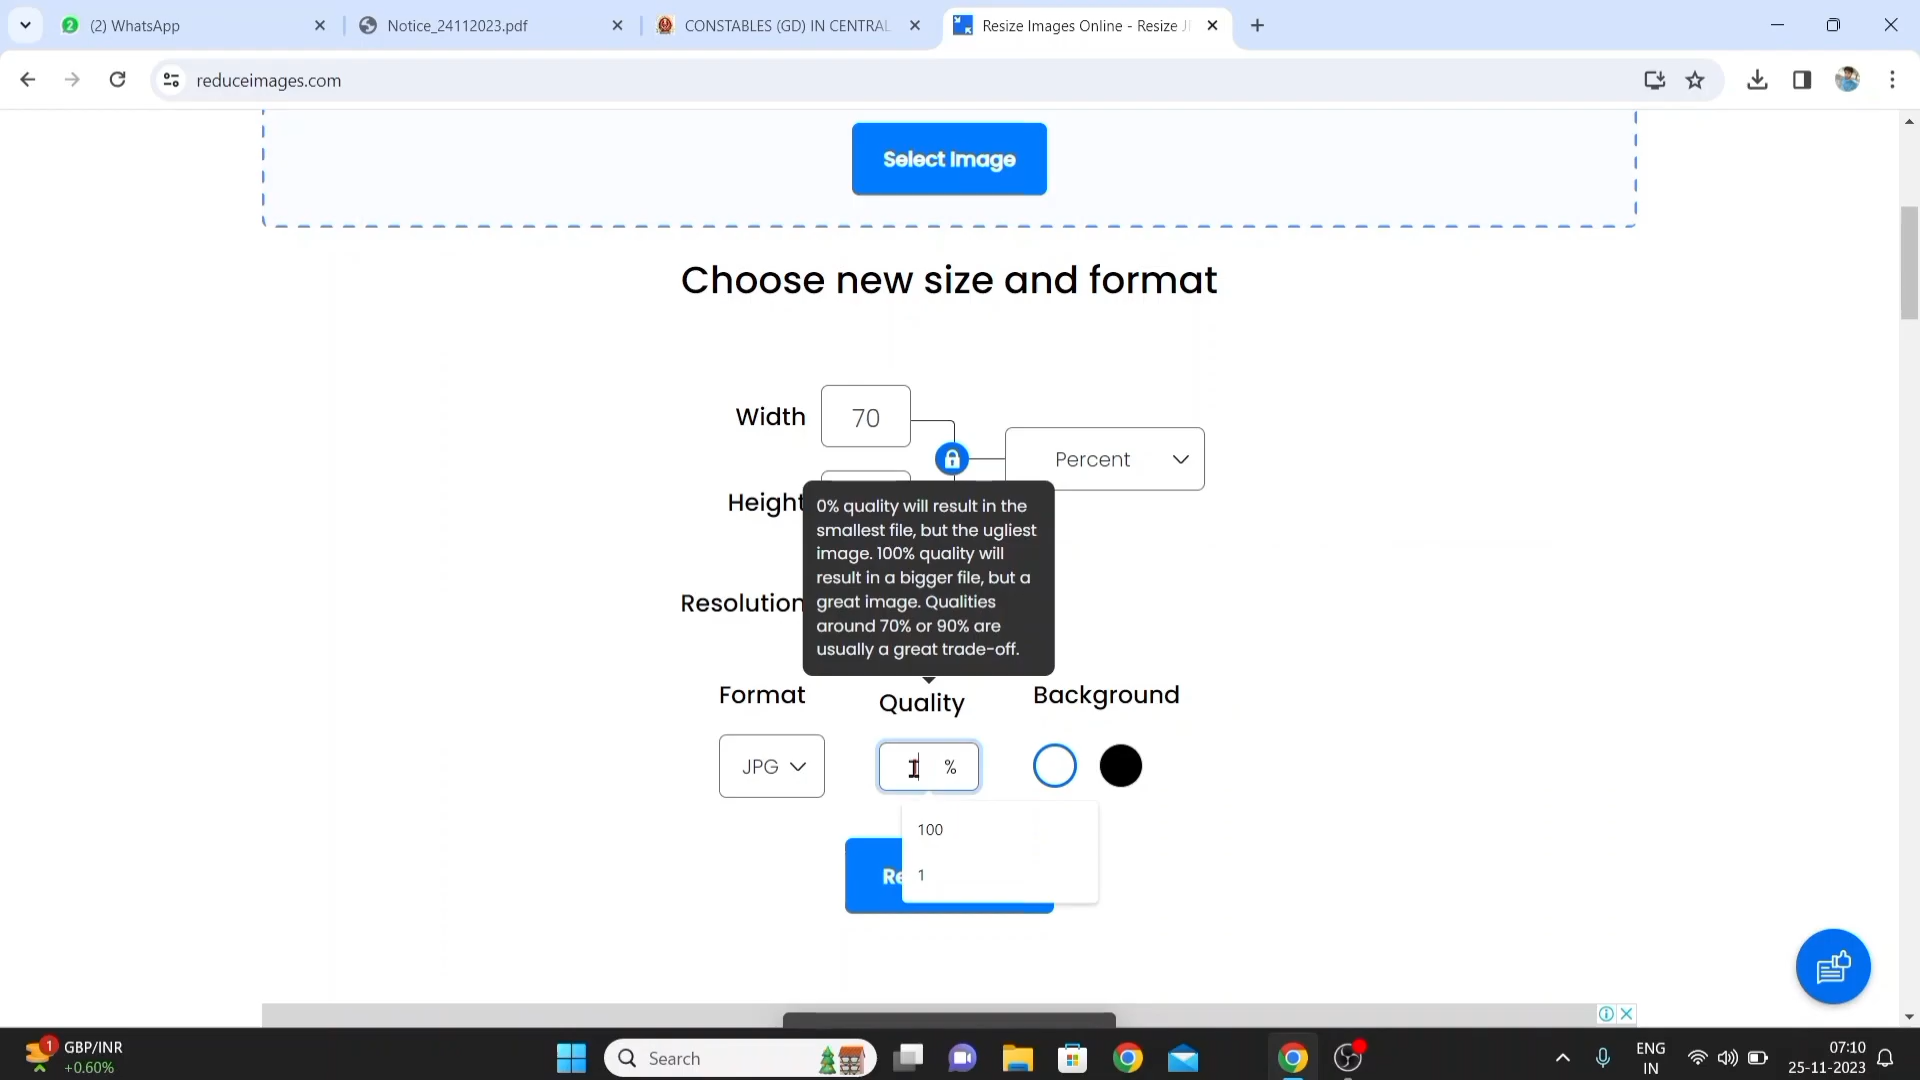 (2) WhatsApp
Notice_24112023.pdf
CONSTABLES (GD) IN CENTRAL
Resize Images Online - Resize J
reduceimages.com
Select Image
Choose new size and format
Width
70
Percent
Height
0% quality will result in the
smallest file, but the ugliest
image. 100% quality will
result in a bigger file, but a
great image. Qualities
around 70% or 90% are
usually a great trade-off.
Resolution
Format
Quality
Background
JPG
%
100
1
Re
1
GBP/INR
+0.60%
Search
ENG
IN
07:10
25-11-2023